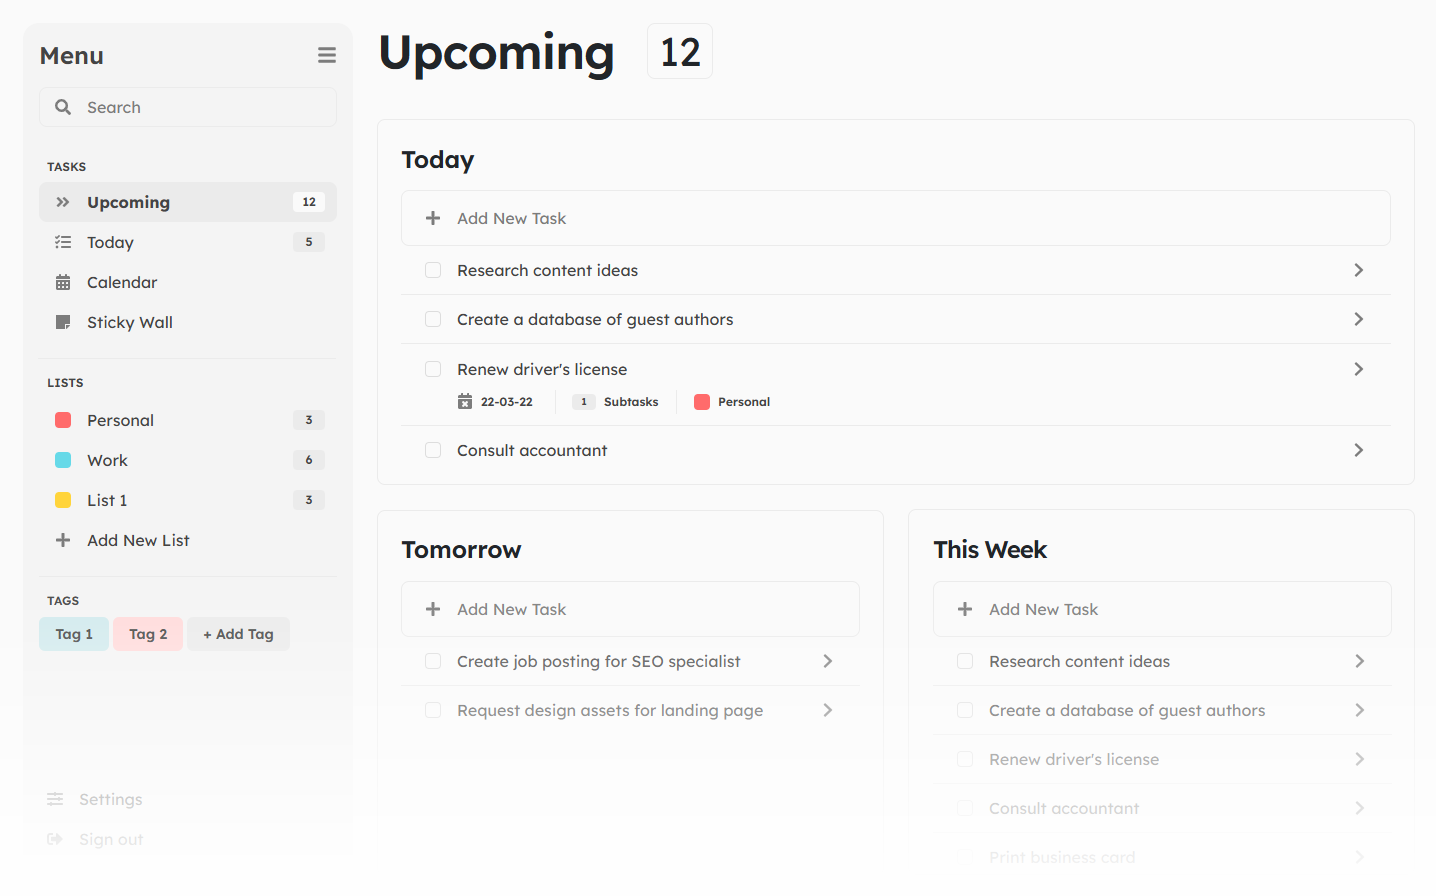 Menu
Search
TASKS
Upcoming 12
Today 5
Calendar
Sticky Wall
LISTS
Personal 3
Work 6
List 1 3
Add New List
TAGS
Tag 1 Tag 2 + Add Tag
Settings
Sign out
Upcoming 12
Today
Add New Task
Research content ideas
Create a database of guest authors
Renew driver's license
22-03-22 1 Subtasks Personal
Consult accountant
Tomorrow
Add New Task
Create job posting for SEO specialist
Request design assets for landing page
This Week
Add New Task
Research content ideas
Create a database of guest authors
Renew driver's license
Consult accountant
Print business card